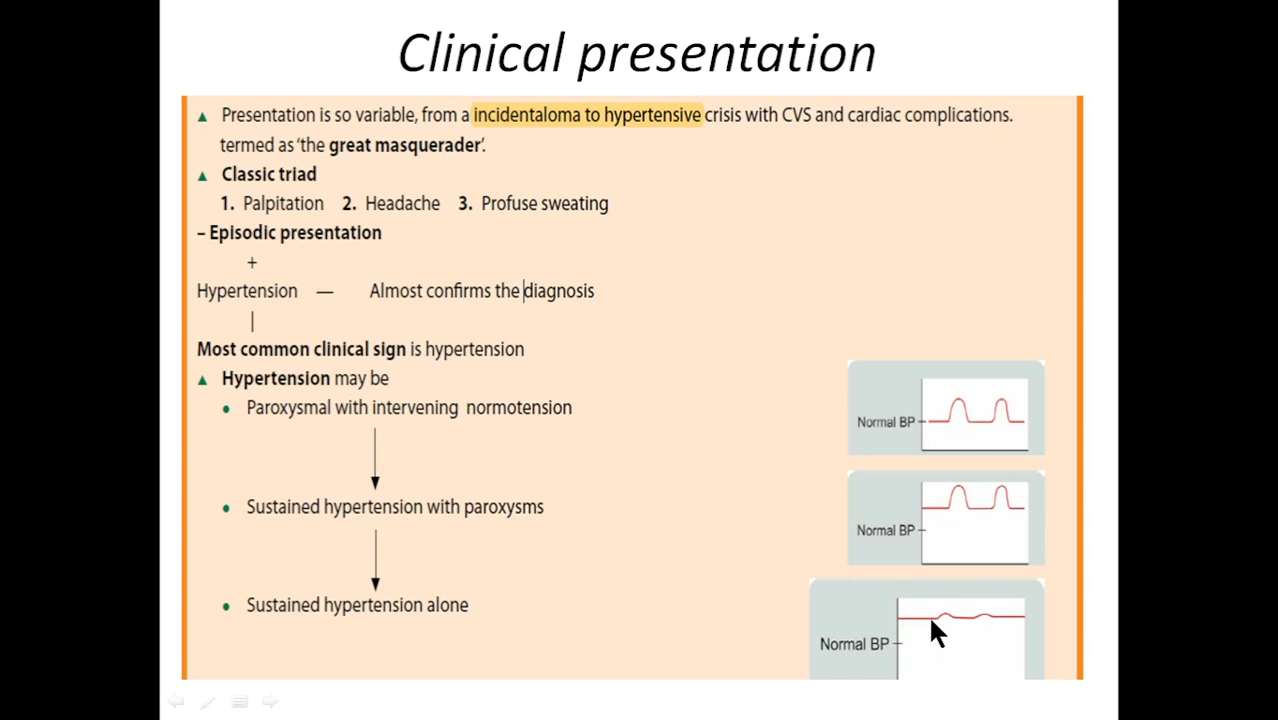 Clinical presentation
▲ Presentation is so variable, from a incidentaloma to hypertensive crisis with CVS and cardiac complications.
termed as ‘the great masquerader’.
▲ Classic triad
1. Palpitation 2. Headache 3. Profuse sweating
– Episodic presentation
+
Hypertension — Almost confirms the diagnosis
|
Most common clinical sign is hypertension
▲ Hypertension may be
• Paroxysmal with intervening normotension
Normal BP
• Sustained hypertension with paroxysms
Normal BP
• Sustained hypertension alone
Normal BP